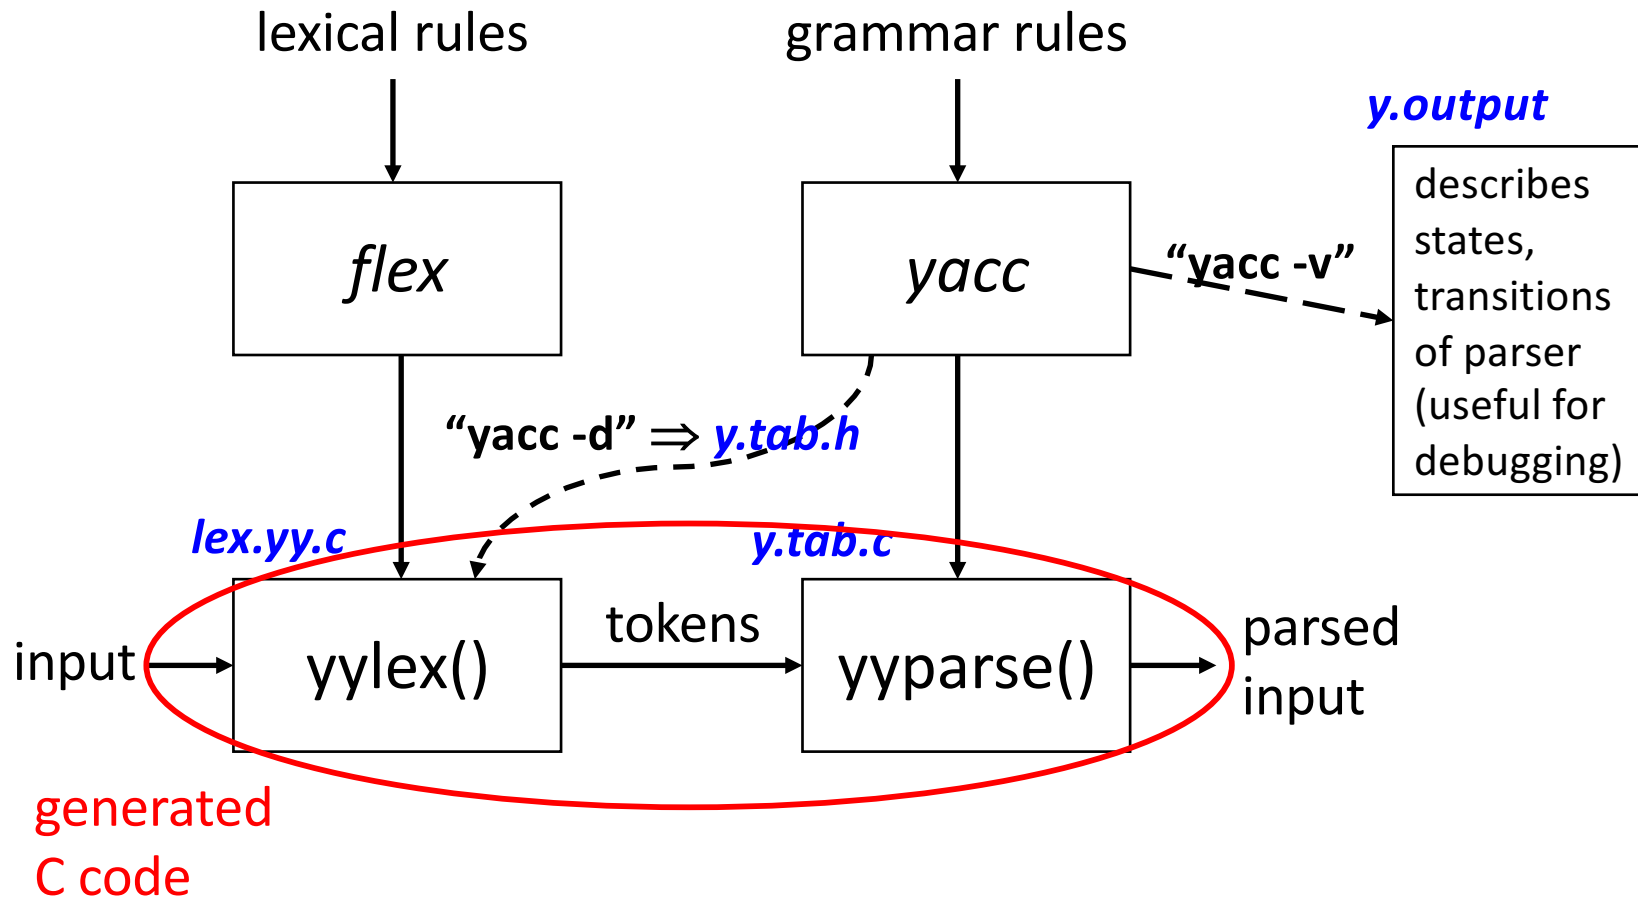 lexical rules
grammar rules
y.output
flex
yacc
“yacc -v”
describes
states,
transitions
of parser
(useful for
debugging)
“yacc -d” ⇒ y.tab.h
lex.yy.c
y.tab.c
input
yylex()
tokens
yyparse()
parsed
input
generated
C code